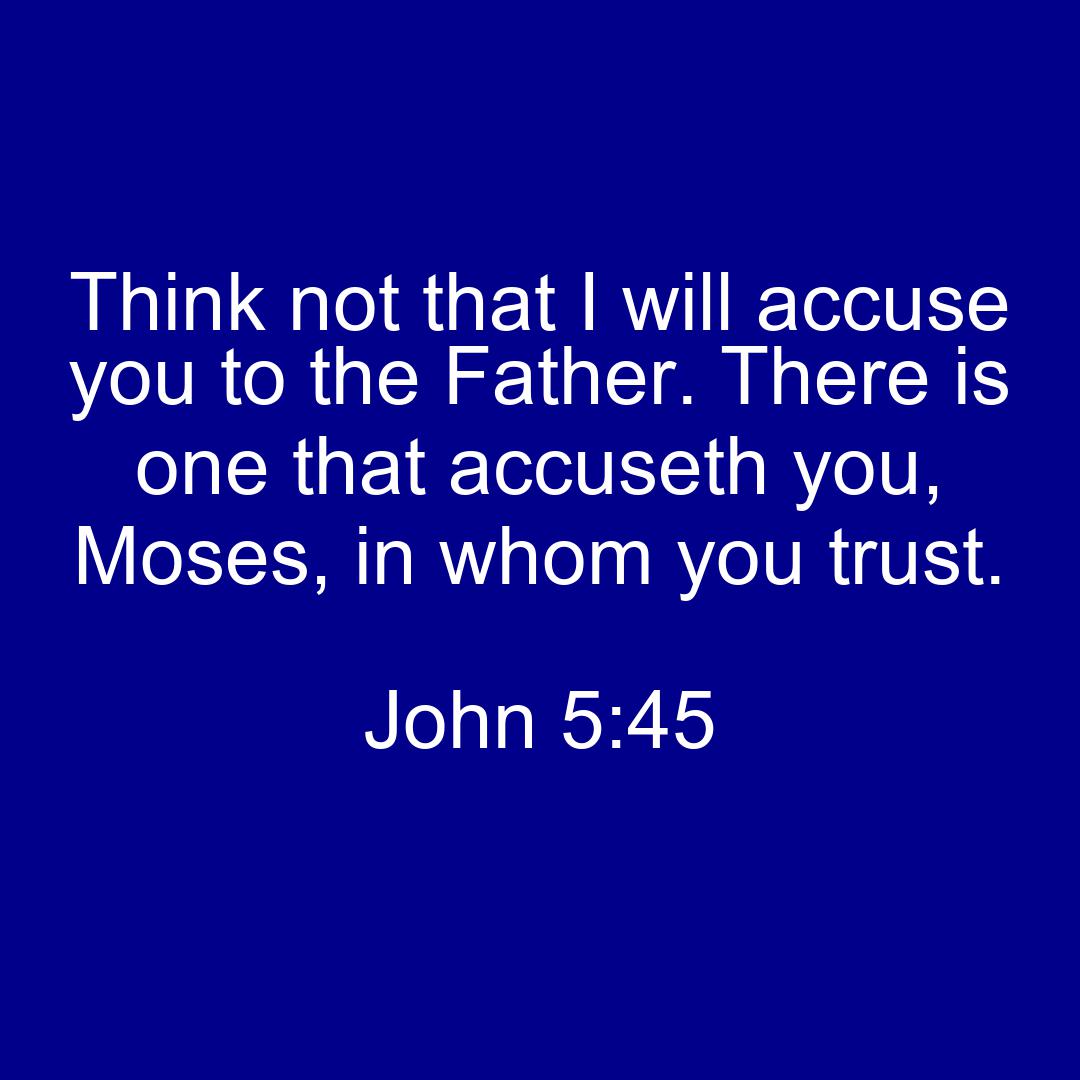 Think not that I will accuse
you to the Father. There is
one that accuseth you,
Moses, in whom you trust.
John 5:45